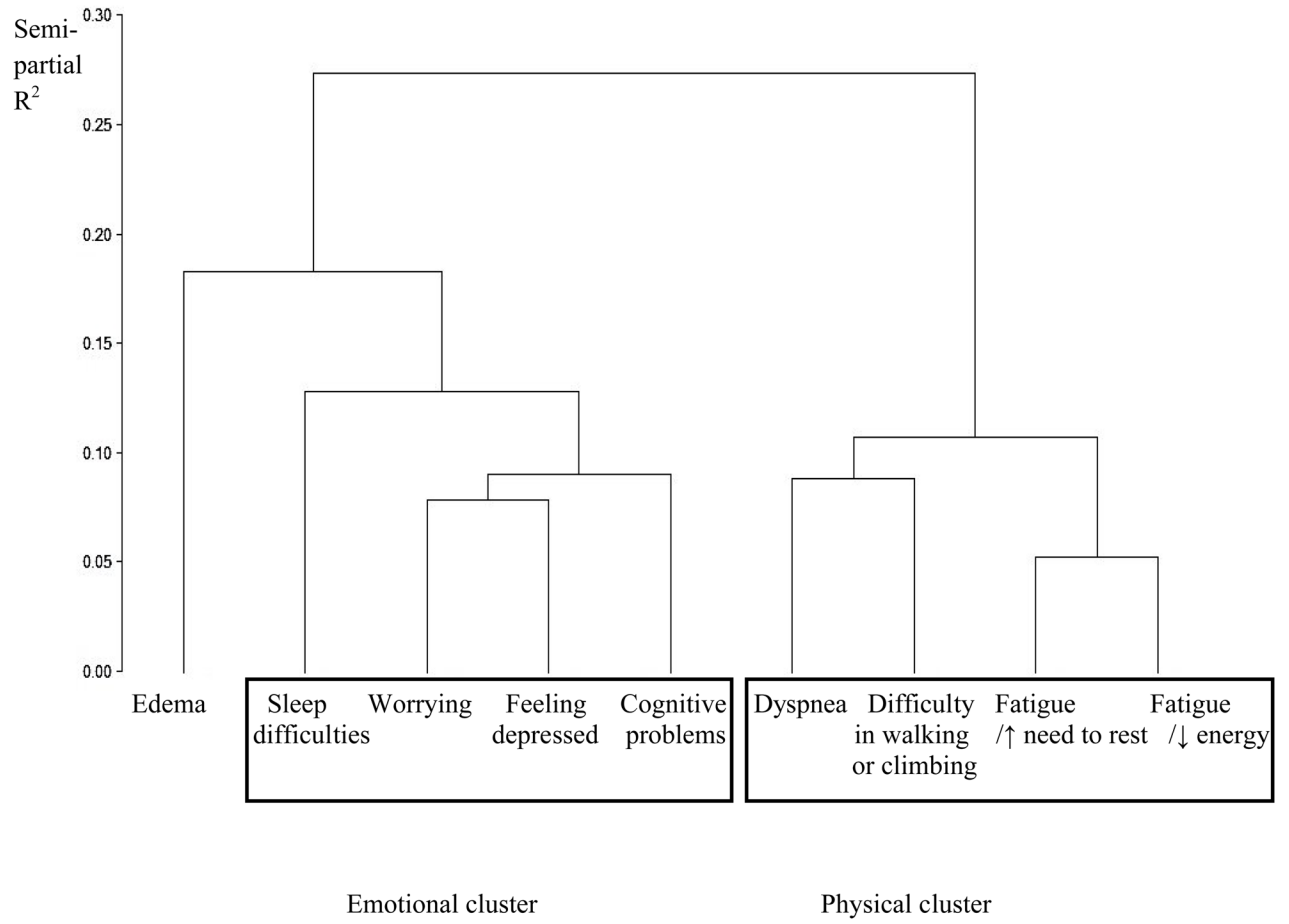 Semi-
partial
R²
0.30
0.25
0.20
0.15
0.10
0.05
0.00
Edema
Sleep
difficulties
Worrying
Feeling
depressed
Cognitive
problems
Dyspnea
Difficulty
in walking
or climbing
Fatigue
/↑ need to rest
Fatigue
/↓ energy
Emotional cluster
Physical cluster